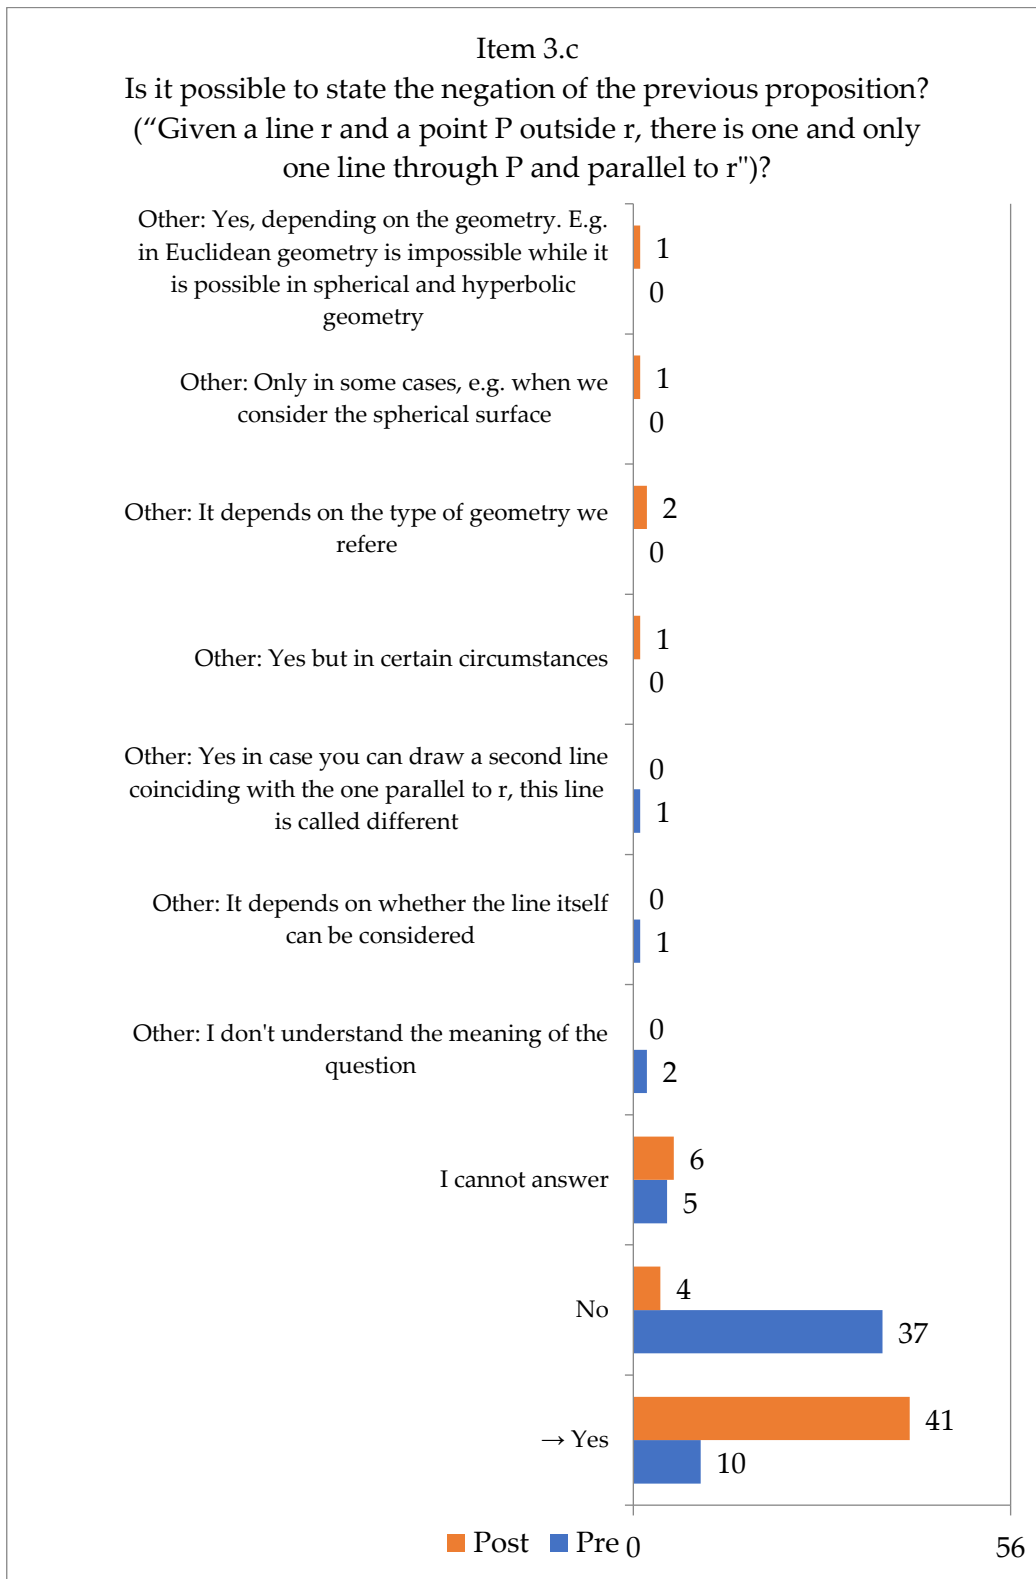 Item 3.c
Is it possible to state the negation of the previous proposition?
(“Given a line r and a point P outside r, there is one and only
one line through P and parallel to r")?
Other: Yes, depending on the geometry. E.g.
in Euclidean geometry is impossible while it
is possible in spherical and hyperbolic
geometry
1
0
Other: Only in some cases, e.g. when we
consider the spherical surface
1
0
Other: It depends on the type of geometry we
refere
2
0
Other: Yes but in certain circumstances
1
0
Other: Yes in case you can draw a second line
coinciding with the one parallel to r, this line
is called different
0
1
Other: It depends on whether the line itself
can be considered
0
1
Other: I don't understand the meaning of the
question
0
2
I cannot answer
6
5
No
4
37
→ Yes
41
10
Post Pre 0 56